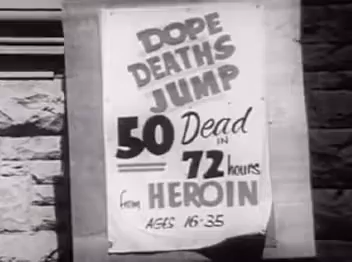 DOPE
DEATHS
JUMP
50 Dead
IN
72 hours
from HEROIN
AGES 16-35